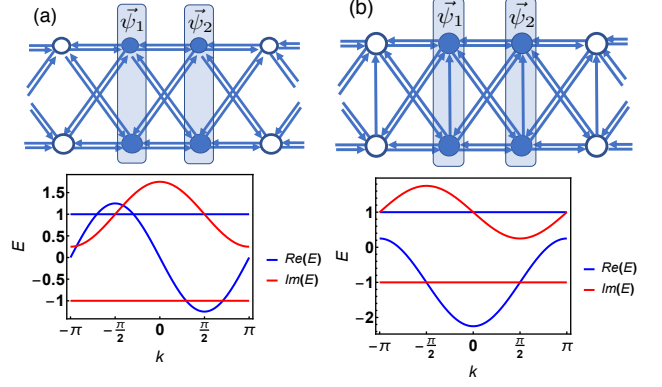 (a)
ψ⃗₁ ψ⃗₂
E
1.5
1
0.5
0
−0.5
−1
−π −π/2 0 π/2 π
k
Re(E)
Im(E)
(b)
ψ⃗₁ ψ⃗₂
E
1
0
−1
−2
−π −π/2 0 π/2 π
k
Re(E)
Im(E)